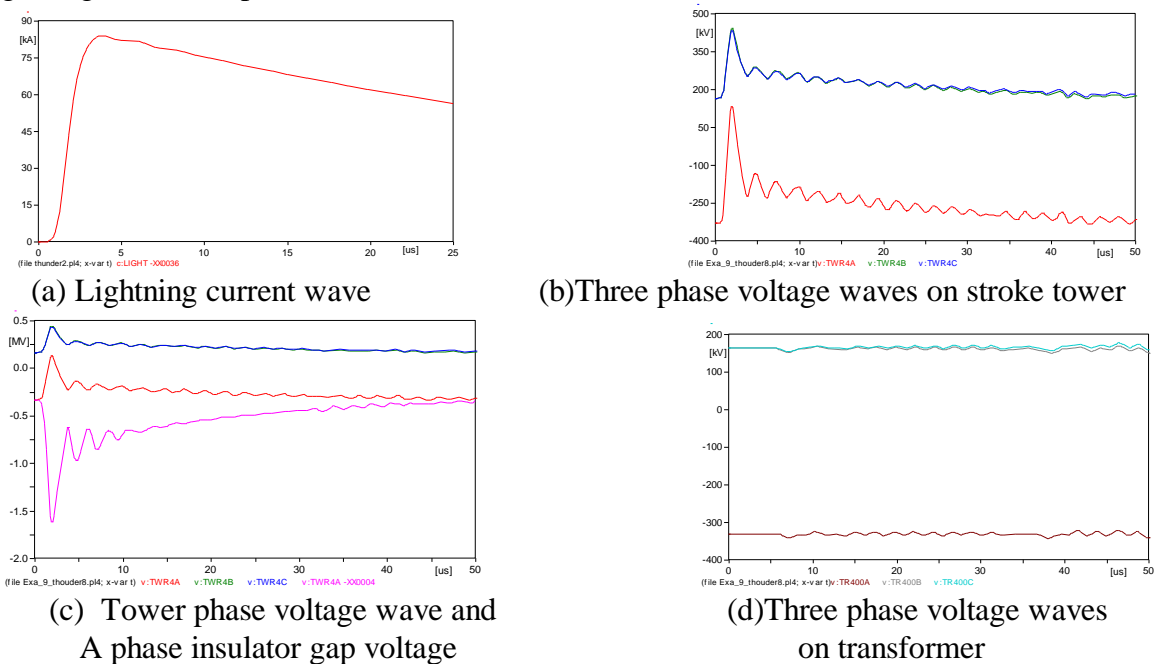 90
[kA]
75
60
45
30
15
0
0 5 10 15 20 [us] 25
(file thunder2.pl4; x-var t) c:LIGHT -XX0036
(a) Lightning current wave
500
[kV]
350
200
50
-100
-250
-400
0 10 20 30 40 [us] 50
(file Exa_9_thouder8.pl4; x-var t)v:TWR4A v:TWR4B v:TWR4C
(b)Three phase voltage waves on stroke tower
0.5
[MV]
0.0
-0.5
-1.0
-1.5
-2.0
0 10 20 30 40 [us] 50
(file Exa_9_thouder8.pl4; x-var t) v:TWR4A v:TWR4B v:TWR4C v:TWR4A -XX0004
(c) Tower phase voltage wave and
A phase insulator gap voltage
200
[kV]
100
0
-100
-200
-300
-400
0 10 20 30 40 [us] 50
(file Exa_9_thouder8.pl4; x-var t)v:TR400A v:TR400B v:TR400C
(d)Three phase voltage waves
on transformer